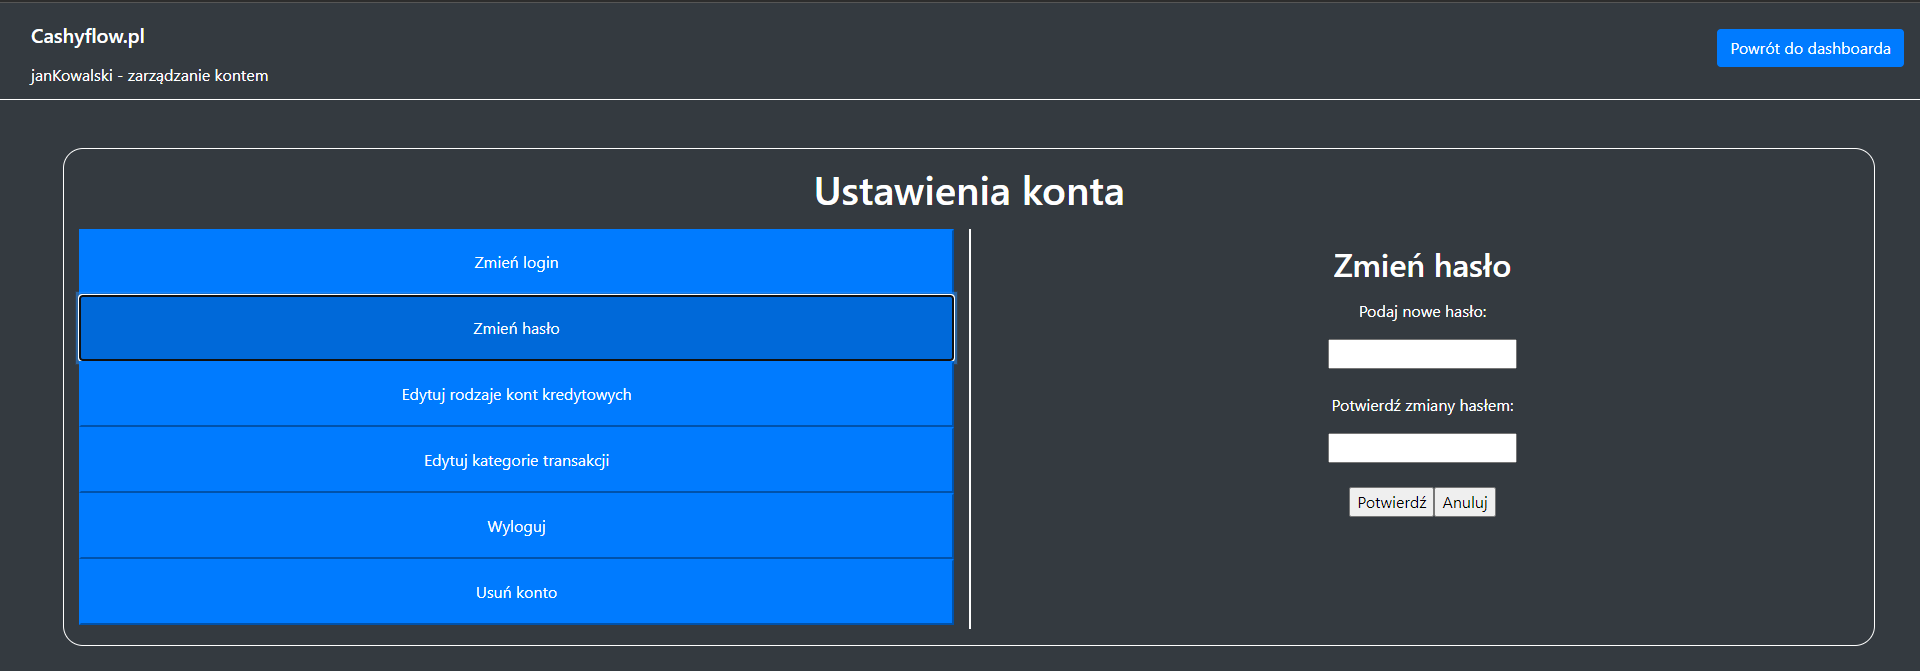 Cashyflow.pl
janKowalski - zarządzanie kontem
Powrót do dashboarda
Ustawienia konta
Zmień login
Zmień hasło
Edytuj rodzaje kont kredytowych
Edytuj kategorie transakcji
Wyloguj
Usuń konto
Zmień hasło
Podaj nowe hasło:
Potwierdź zmiany hasłem:
Potwierdź Anuluj